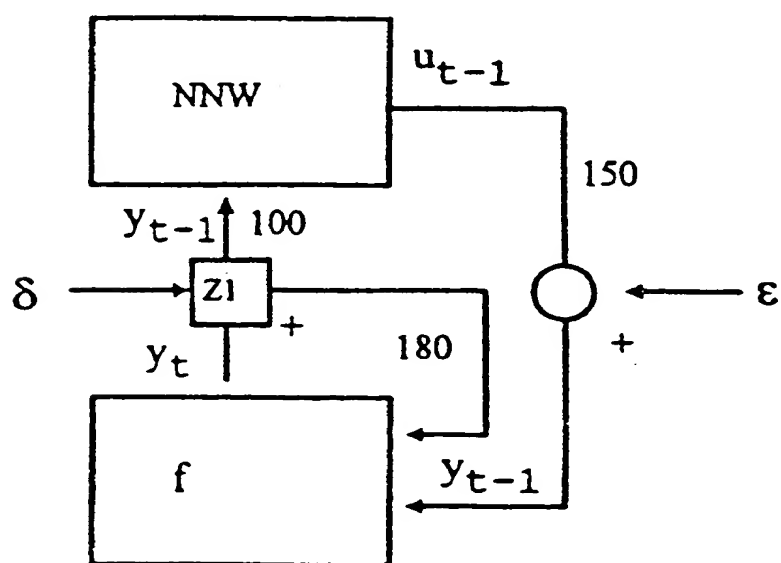 NNW
u_{t-1}
150
y_{t-1} 100
δ
z1
+
ε
+
y_t
180
f
y_{t-1}